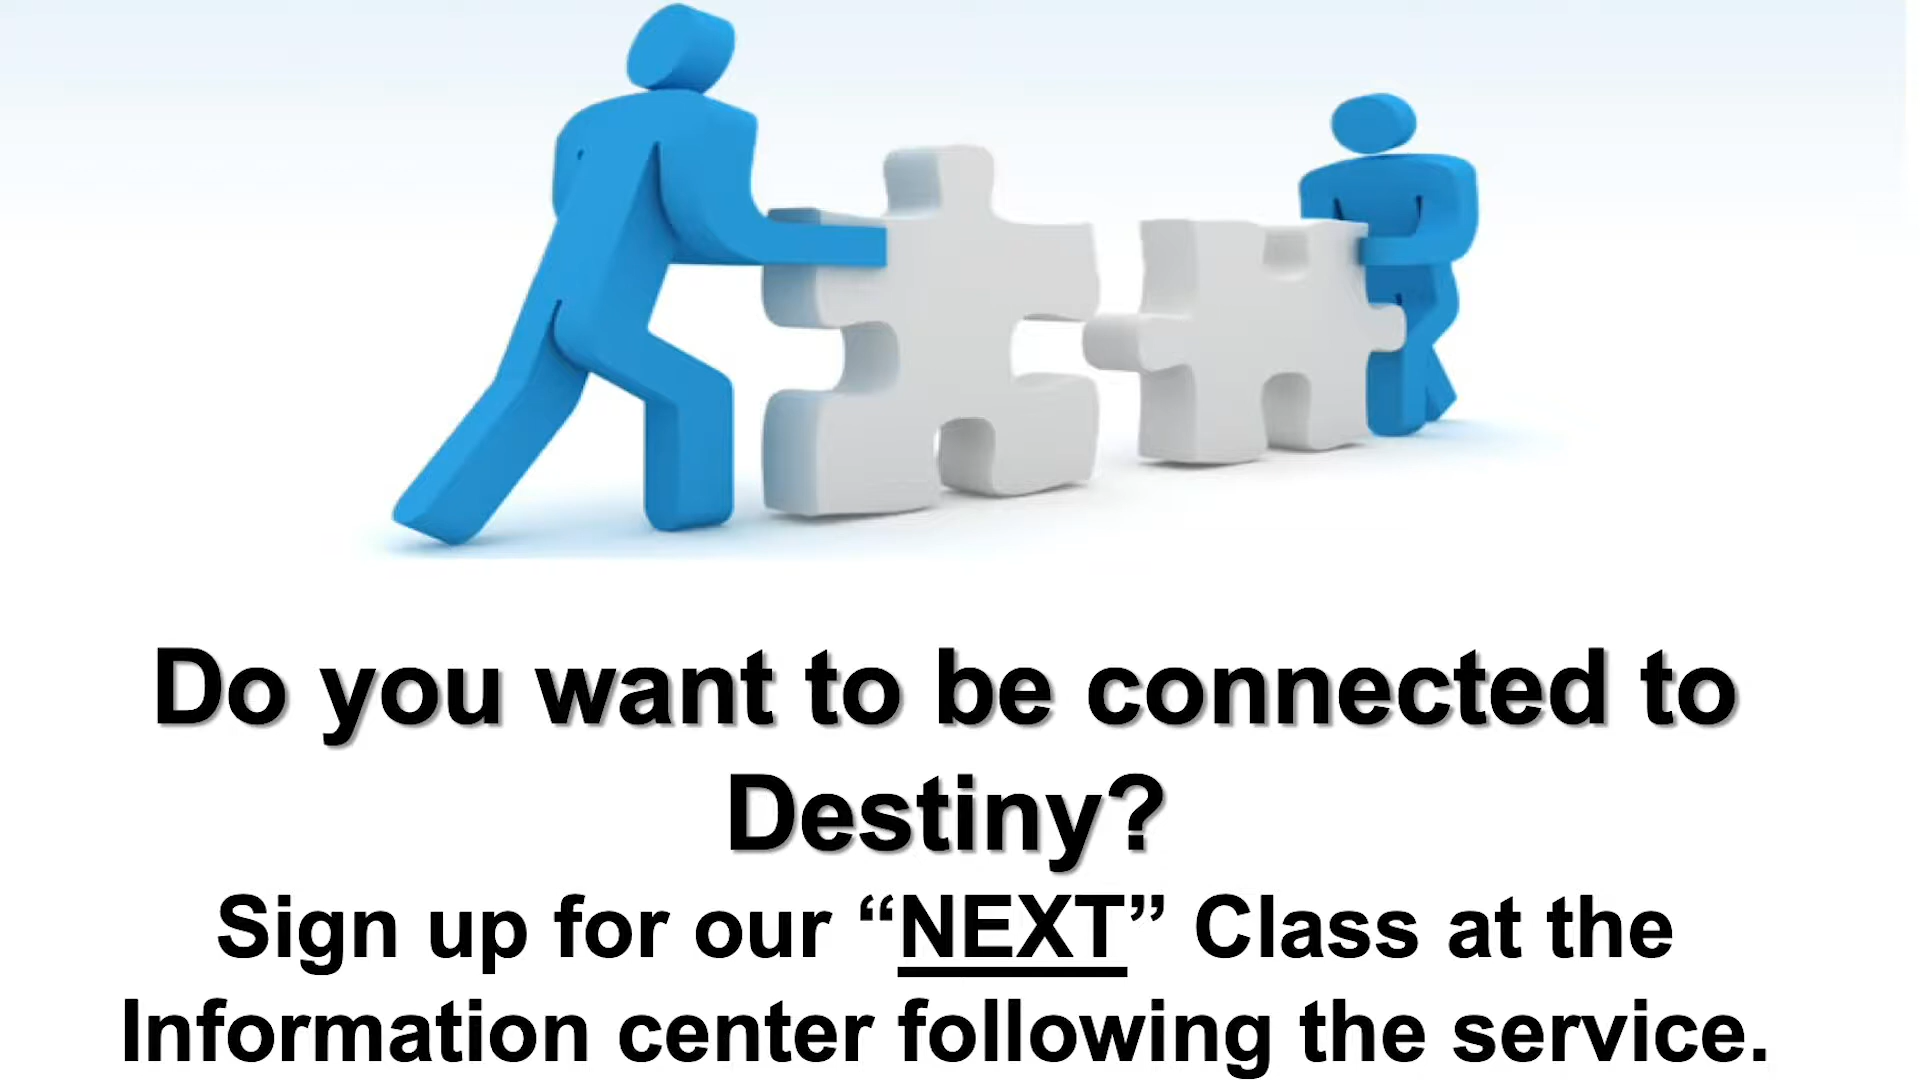 Do you want to be connected to
Destiny?
Sign up for our “NEXT” Class at the
Information center following the service.